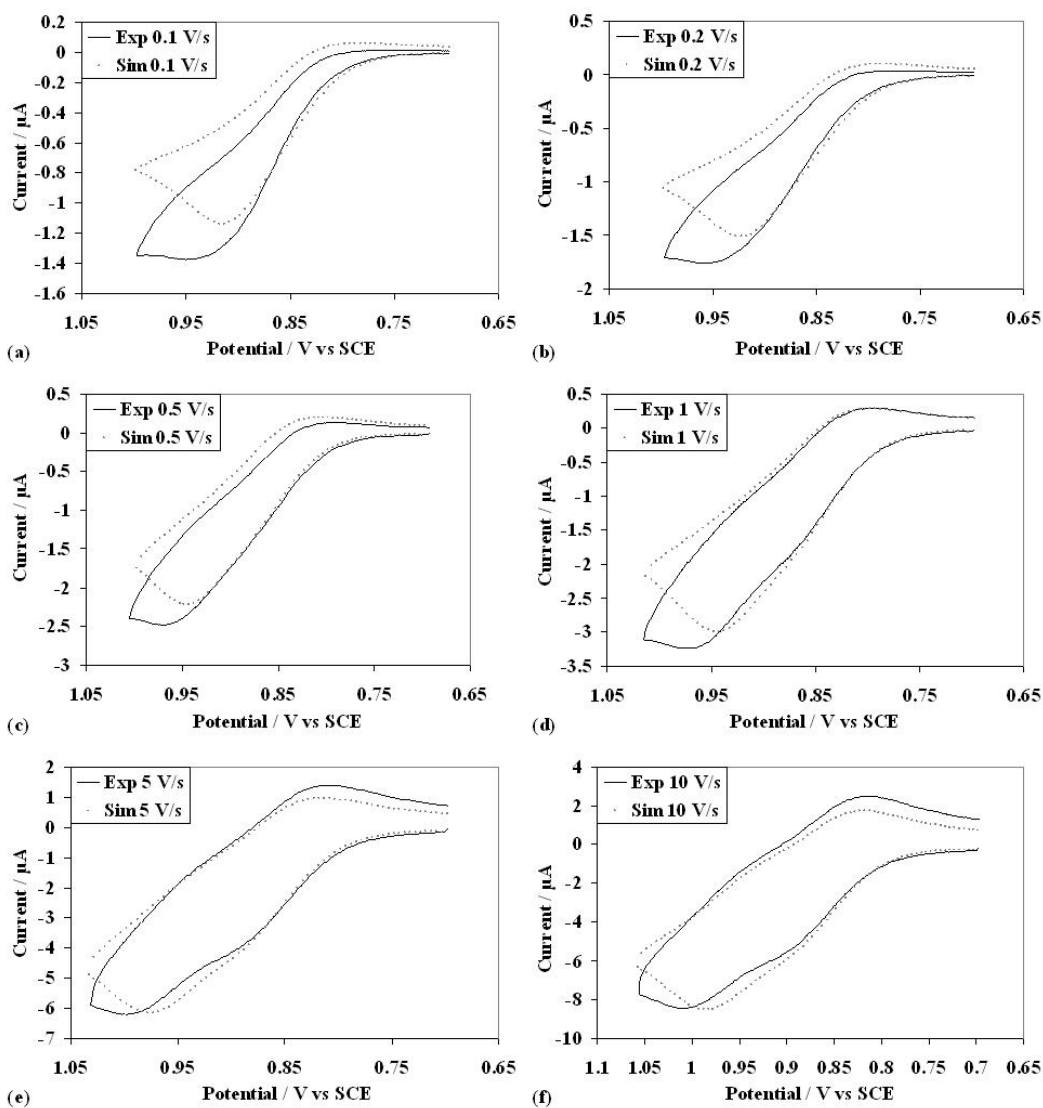 Exp 0.1 V/s
Sim 0.1 V/s
0.2
0
-0.2
-0.4
-0.6
-0.8
-1
-1.2
-1.4
-1.6
Current / µA
1.05 0.95 0.85 0.75 0.65
Potential / V vs SCE
(a)
Exp 0.2 V/s
Sim 0.2 V/s
0.5
0
-0.5
-1
-1.5
-2
Current / µA
1.05 0.95 0.85 0.75 0.65
Potential / V vs SCE
(b)
Exp 0.5 V/s
Sim 0.5 V/s
0.5
0
-0.5
-1
-1.5
-2
-2.5
-3
Current / µA
1.05 0.95 0.85 0.75 0.65
Potential / V vs SCE
(c)
Exp 1 V/s
Sim 1 V/s
0.5
0
-0.5
-1
-1.5
-2
-2.5
-3
-3.5
Current / µA
1.05 0.95 0.85 0.75 0.65
Potential / V vs SCE
(d)
Exp 5 V/s
Sim 5 V/s
2
1
0
-1
-2
-3
-4
-5
-6
-7
Current / µA
1.05 0.95 0.85 0.75 0.65
Potential / V vs SCE
(e)
Exp 10 V/s
Sim 10 V/s
4
2
0
-2
-4
-6
-8
-10
Current / µA
1.1 1.05 1 0.95 0.9 0.85 0.8 0.75 0.7 0.65
Potential / V vs SCE
(f)